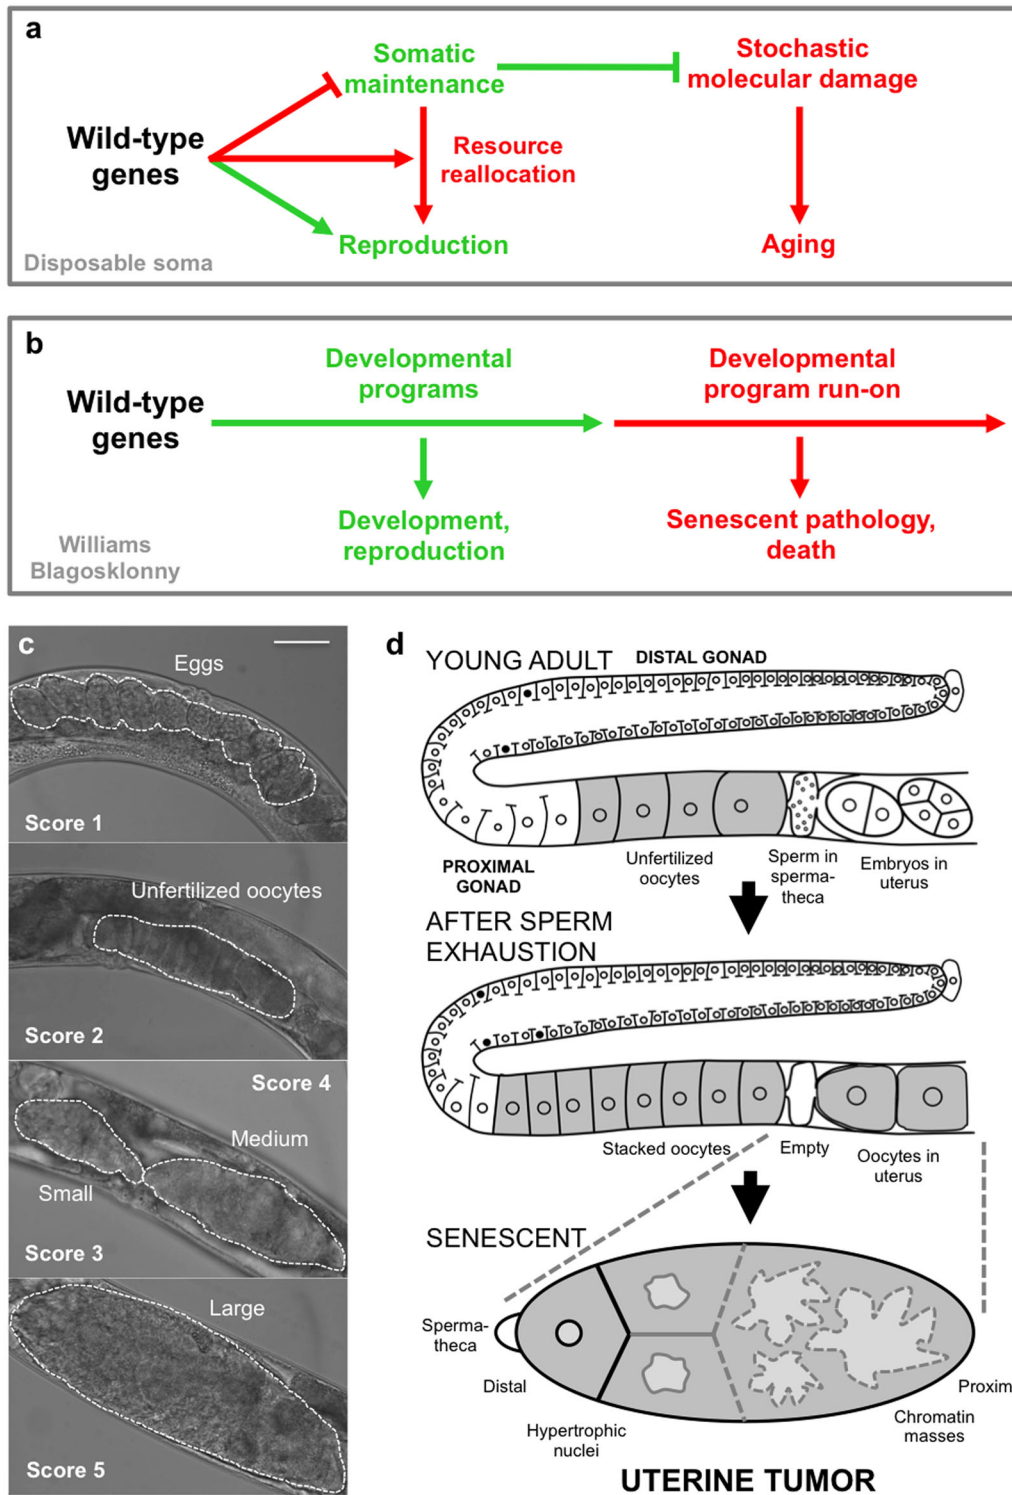 a
Somatic
maintenance
Stochastic
molecular damage
Wild-type
genes
Resource
reallocation
Reproduction
Aging
Disposable soma
b
Developmental
programs
Developmental
program run-on
Wild-type
genes
Development,
reproduction
Senescent pathology,
death
Williams
Blagosklonny
c
Eggs
Score 1
Unfertilized oocytes
Score 2
Score 4
Medium
Small
Score 3
Large
Score 5
d
YOUNG ADULT
DISTAL GONAD
PROXIMAL
GONAD
Unfertilized
oocytes
Sperm in
sperma-
theca
Embryos in
uterus
AFTER SPERM
EXHAUSTION
Stacked oocytes
Empty
Oocytes in
uterus
SENESCENT
Sperma-
theca
Distal
Hypertrophic
nuclei
Proxim
Chromatin
masses
UTERINE TUMOR